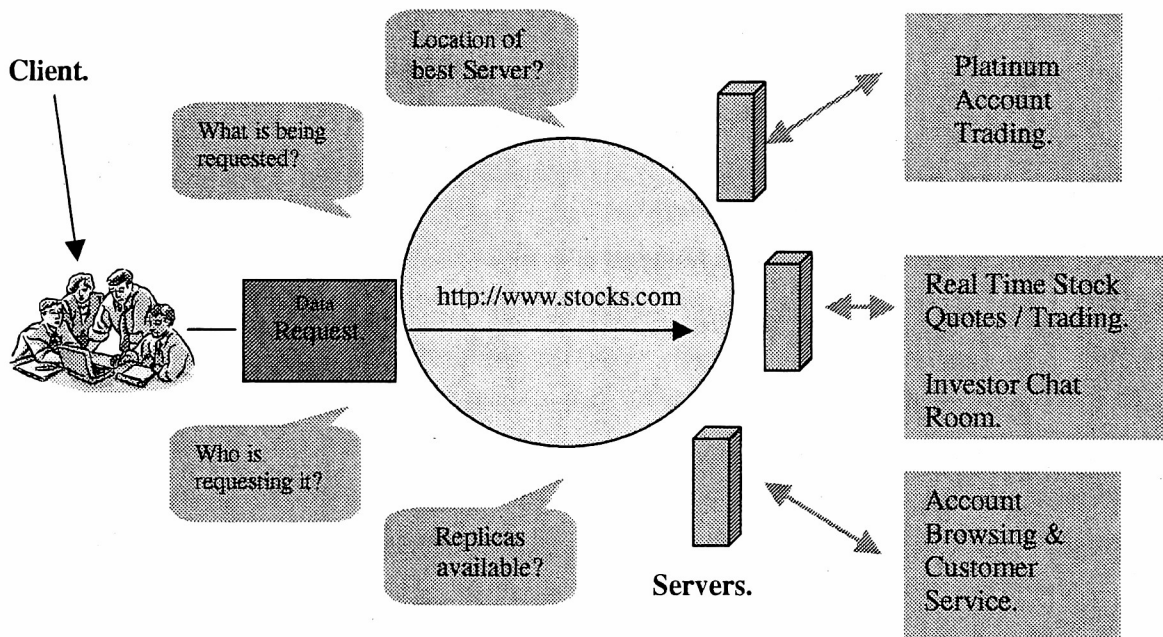 Client.
Location of
best Server?
What is being
requested?
Data
Request.
http://www.stocks.com
Who is
requesting it?
Replicas
available?
Servers.
Platinum
Account
Trading.
Real Time Stock
Quotes / Trading.
Investor Chat
Room.
Account
Browsing &
Customer
Service.